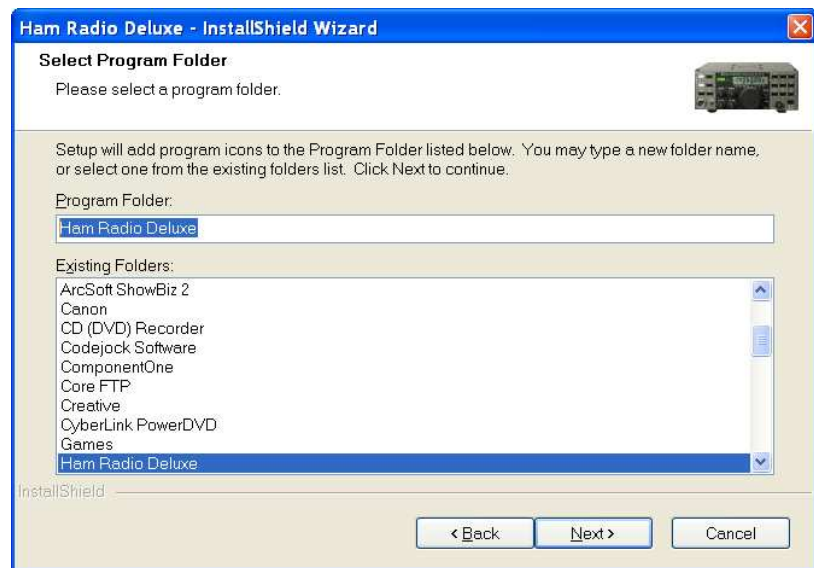 Ham Radio Deluxe - InstallShield Wizard
Select Program Folder
Please select a program folder.
Setup will add program icons to the Program Folder listed below. You may type a new folder name,
or select one from the existing folders list. Click Next to continue.
Program Folder:
Ham Radio Deluxe
Existing Folders:
ArcSoft ShowBiz 2
Canon
CD (DVD) Recorder
Codejock Software
ComponentOne
Core FTP
Creative
CyberLink PowerDVD
Games
Ham Radio Deluxe
InstallShield
< Back
Next >
Cancel